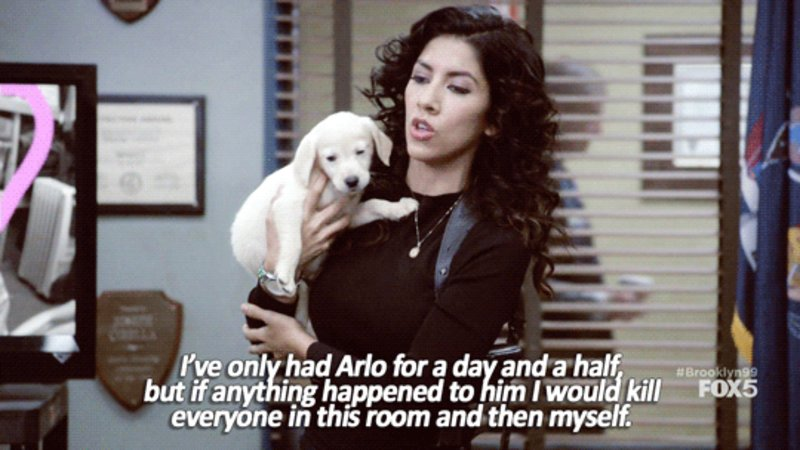 #Brooklyn99
FOX5
I've only had Arlo for a day and a half,
but if anything happened to him I would kill
everyone in this room and then myself.